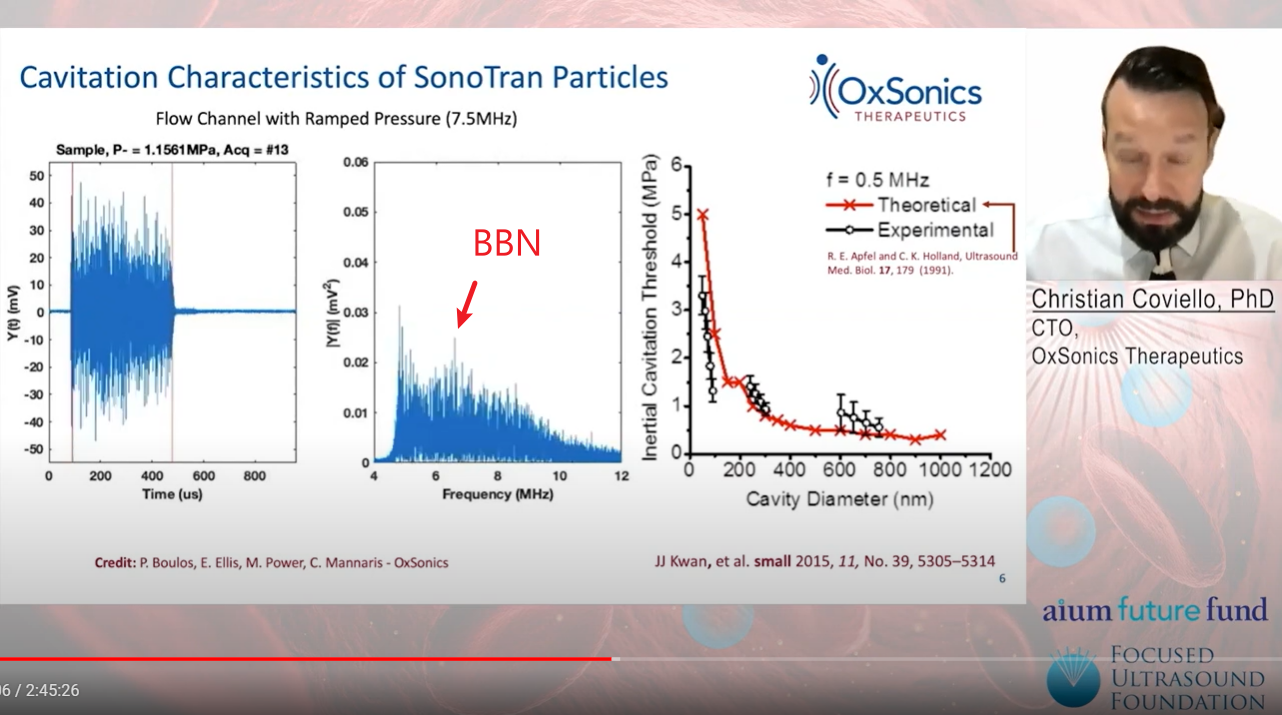 Cavitation Characteristics of SonoTran Particles
OxSonics
THERAPEUTICS
Flow Channel with Ramped Pressure (7.5MHz)
Sample, P- = 1.1561MPa, Acq = #13
50
40
30
20
10
0
-10
-20
-30
-40
-50
Y(t) (mV)
0
200
400
600
800
Time (us)
0.06
0.05
0.04
0.03
0.02
0.01
0
|Y(f)| (mV²)
BBN
4
6
8
10
12
Frequency (MHz)
Inertial Cavitation Threshold (MPa)
6
5
4
3
2
1
0
f = 0.5 MHz
Theoretical
Experimental
R. E. Apfel and C. K. Holland, Ultrasound
Med. Biol. 17, 179 (1991).
0
200
400
600
800
1000
1200
Cavity Diameter (nm)
Credit: P. Boulos, E. Ellis, M. Power, C. Mannaris - OxSonics
JJ Kwan, et al. small 2015, 11, No. 39, 5305–5314
6
Christian Coviello, PhD
CTO,
OxSonics Therapeutics
aium future fund
FOCUSED
ULTRASOUND
FOUNDATION
6 / 2:45:26